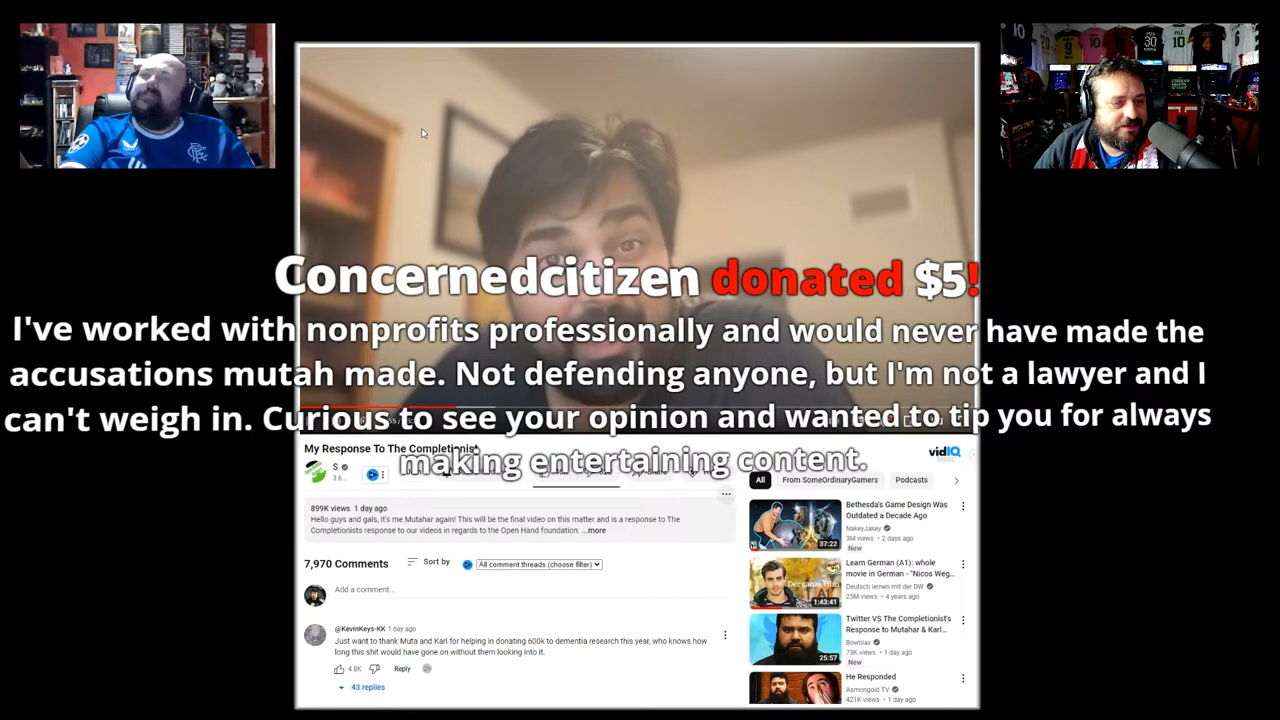 Concernedcitizen donated $5!
I've worked with nonprofits professionally and would never have made the
accusations mutah made. Not defending anyone, but I'm not a lawyer and I
can't weigh in. Curious to see your opinion and wanted to tip you for always
making entertaining content.
My Response To The Completionist
S
3.6...
vidIQ
All
From SomeOrdinaryGamers
Podcasts
899K views 1 day ago
Hello guys and gals, it's me Mutahar again! This will be the final video on this matter and is a response to The
Completionists response to our videos in regards to the Open Hand foundation. ...more
7,970 Comments
Sort by
All comment threads (choose filter)
Add a comment...
@KevinKeys-KK 1 day ago
Just want to thank Muta and Karl for helping in donating 600k to dementia research this year, who knows how
long this shit would have gone on without them looking into it.
4.8K
Reply
43 replies
Bethesda's Game Design Was
Outdated a Decade Ago
NakeyJakey
3M views • 2 days ago
New
37:22
Learn German (A1): whole
movie in German - "Nicos Weg...
Deutsch lernen mit der DW
25M views • 4 years ago
1:43:41
Twitter VS The Completionist's
Response to Mutahar & Karl...
Bowblax
73K views • 1 day ago
New
25:57
He Responded
Asmongold TV
421K views • 1 day ago